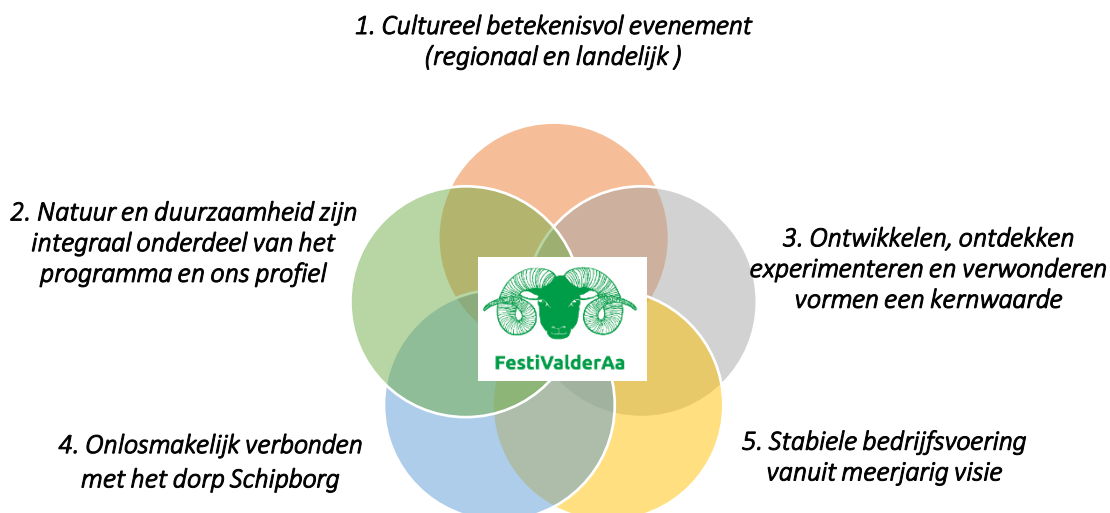 1. Cultureel betekenisvol evenement
(regionaal en landelijk )
2. Natuur en duurzaamheid zijn
integraal onderdeel van het
programma en ons profiel
3. Ontwikkelen, ontdekken
experimenteren en verwonderen
vormen een kernwaarde
FestiValderAa
4. Onlosmakelijk verbonden
met het dorp Schipborg
5. Stabiele bedrijfsvoering
vanuit meerjarig visie